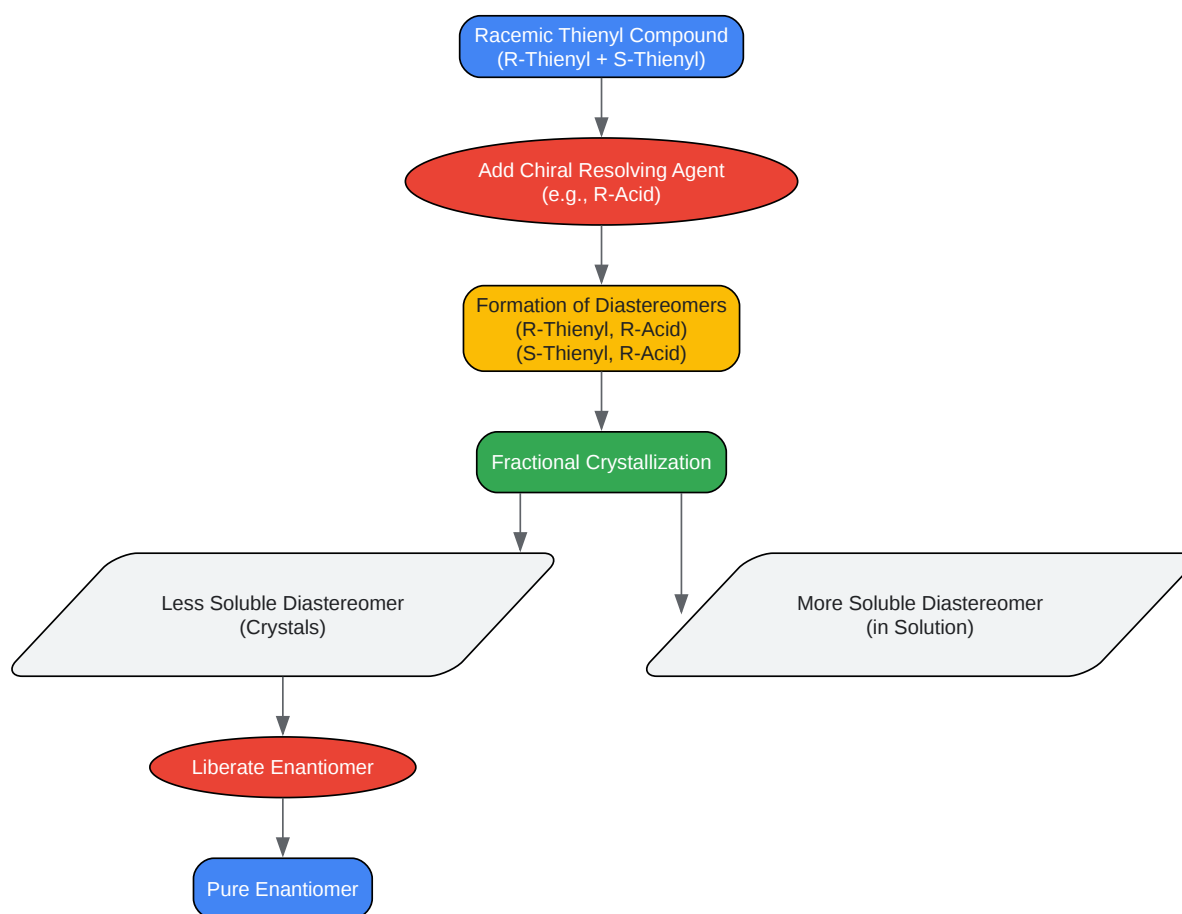 Racemic Thienyl Compound
(R-Thienyl + S-Thienyl)
Add Chiral Resolving Agent
(e.g., R-Acid)
Formation of Diastereomers
(R-Thienyl, R-Acid)
(S-Thienyl, R-Acid)
Fractional Crystallization
Less Soluble Diastereomer
(Crystals)
More Soluble Diastereomer
(in Solution)
Liberate Enantiomer
Pure Enantiomer